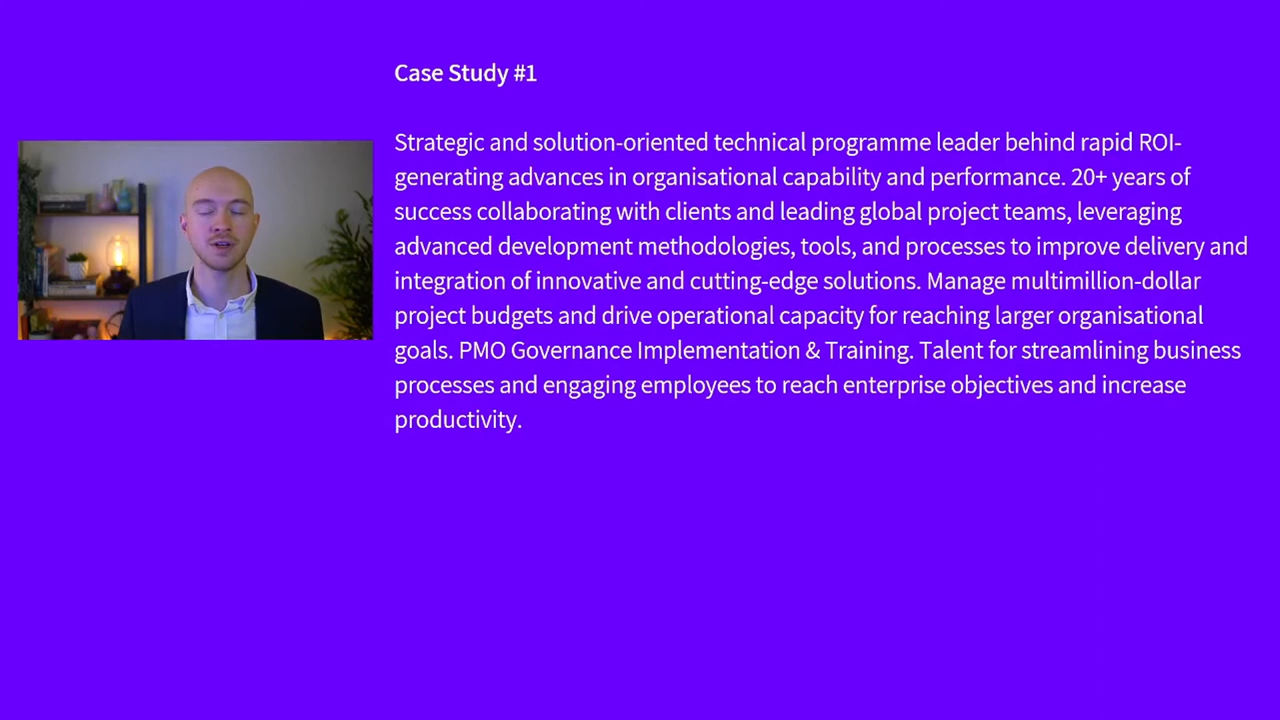 Case Study #1
Strategic and solution-oriented technical programme leader behind rapid ROI-
generating advances in organisational capability and performance. 20+ years of
success collaborating with clients and leading global project teams, leveraging
advanced development methodologies, tools, and processes to improve delivery and
integration of innovative and cutting-edge solutions. Manage multimillion-dollar
project budgets and drive operational capacity for reaching larger organisational
goals. PMO Governance Implementation & Training. Talent for streamlining business
processes and engaging employees to reach enterprise objectives and increase
productivity.